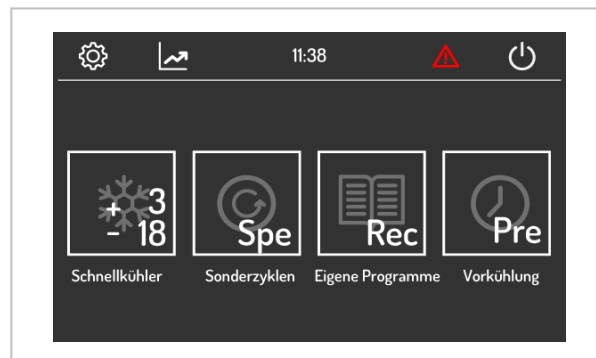 11:38
+ 3
- 18
Spe
Rec
Pre
Schnellkühler
Sonderzyklen
Eigene Programme
Vorkühlung